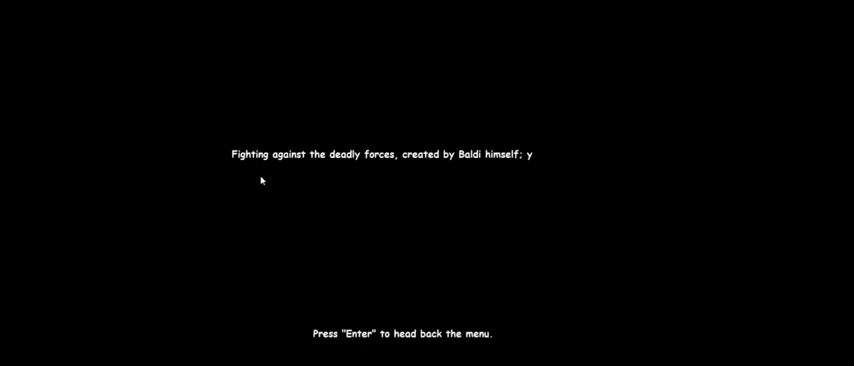 Fighting against the deadly forces, created by Baldi himself; y
Press "Enter" to head back the menu.